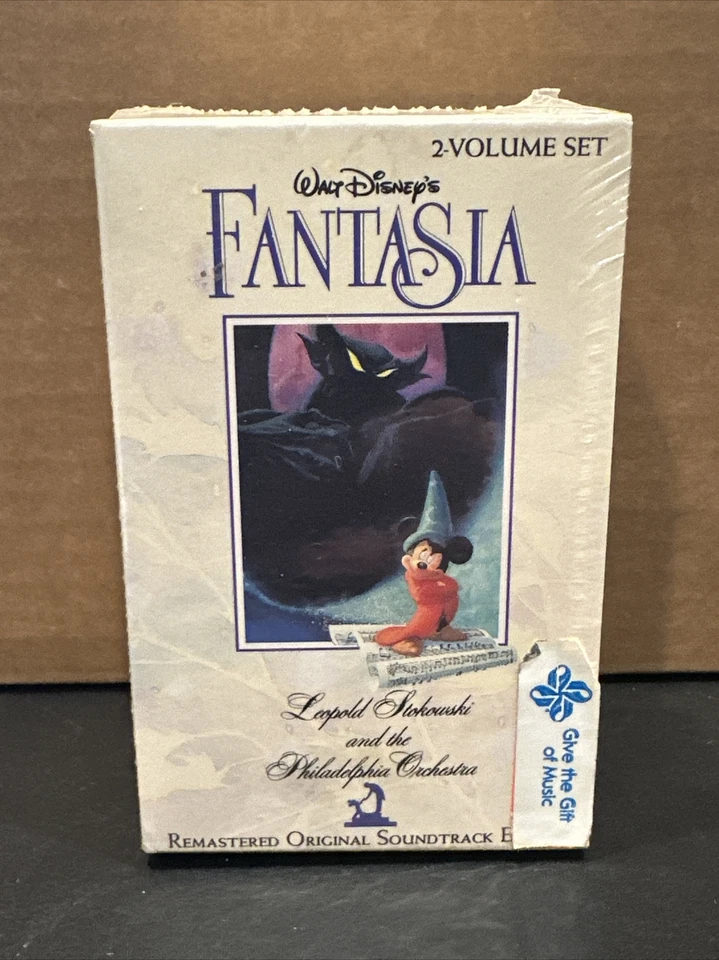 2-VOLUME SET
WALT DISNEY'S
FANTASIA
Leopold Stokowski
and the
Philadelphia Orchestra
REMASTERED ORIGINAL SOUNDTRACK E
Give the Gift
of Music